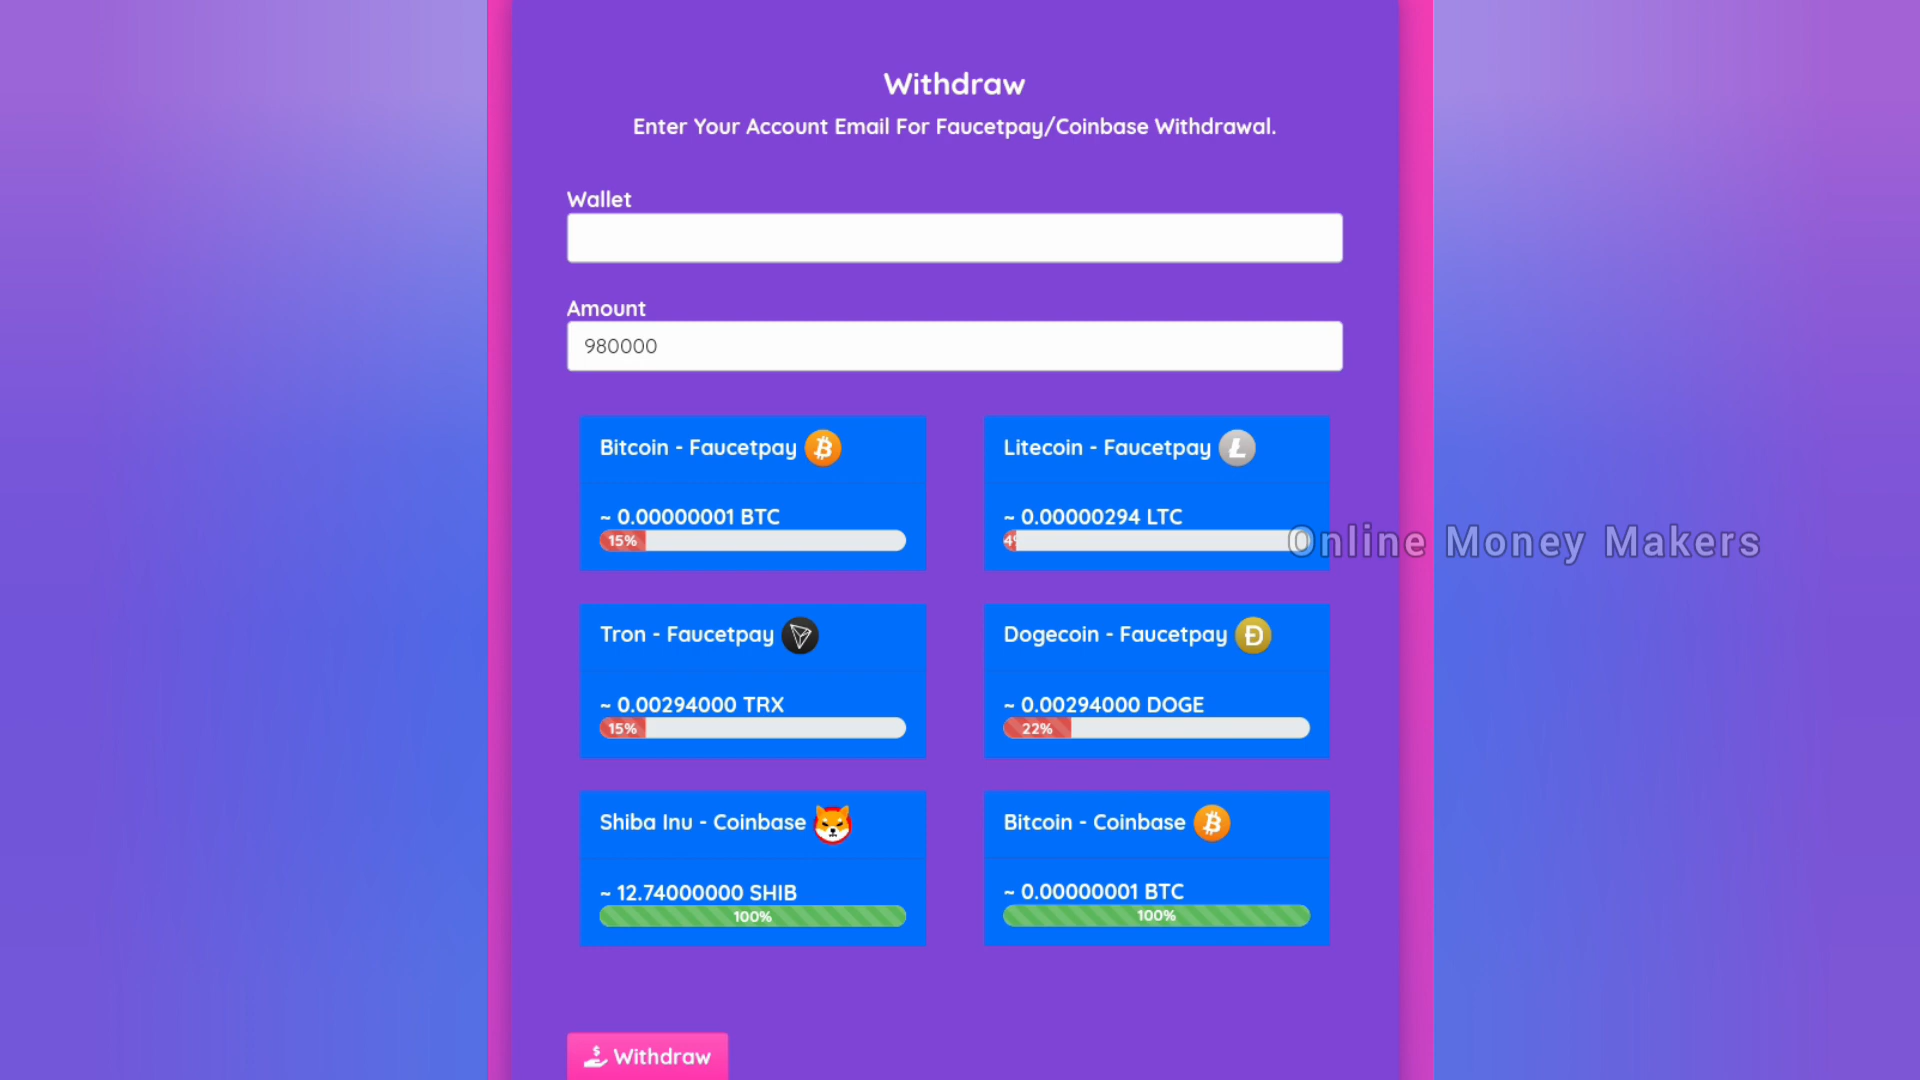 Withdraw
Enter Your Account Email For Faucetpay/Coinbase Withdrawal.
Wallet
Amount
980000
Bitcoin - Faucetpay
~ 0.00000001 BTC
15%
Litecoin - Faucetpay
~ 0.00000294 LTC
4%
Online Money Makers
Tron - Faucetpay
~ 0.00294000 TRX
15%
Dogecoin - Faucetpay
~ 0.00294000 DOGE
22%
Shiba Inu - Coinbase
~ 12.74000000 SHIB
100%
Bitcoin - Coinbase
~ 0.00000001 BTC
100%
Withdraw